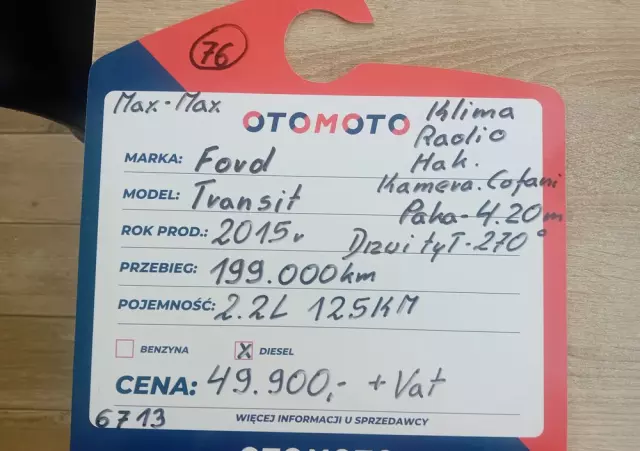 76
Max-Max
OTOMOTO
Klima
Radio
Hak.
Kamera. Cofani
Paka - 4.20m
Drzwi tyT - 270°
MARKA: Ford
MODEL: Transit
ROK PROD.: 2015r
PRZEBIEG: 199.000km
POJEMNOŚĆ: 2.2L 125KM
BENZYNA X DIESEL
CENA: 49.900,- + Vat
6713
WIĘCEJ INFORMACJI U SPRZEDAWCY
OTOMOTO